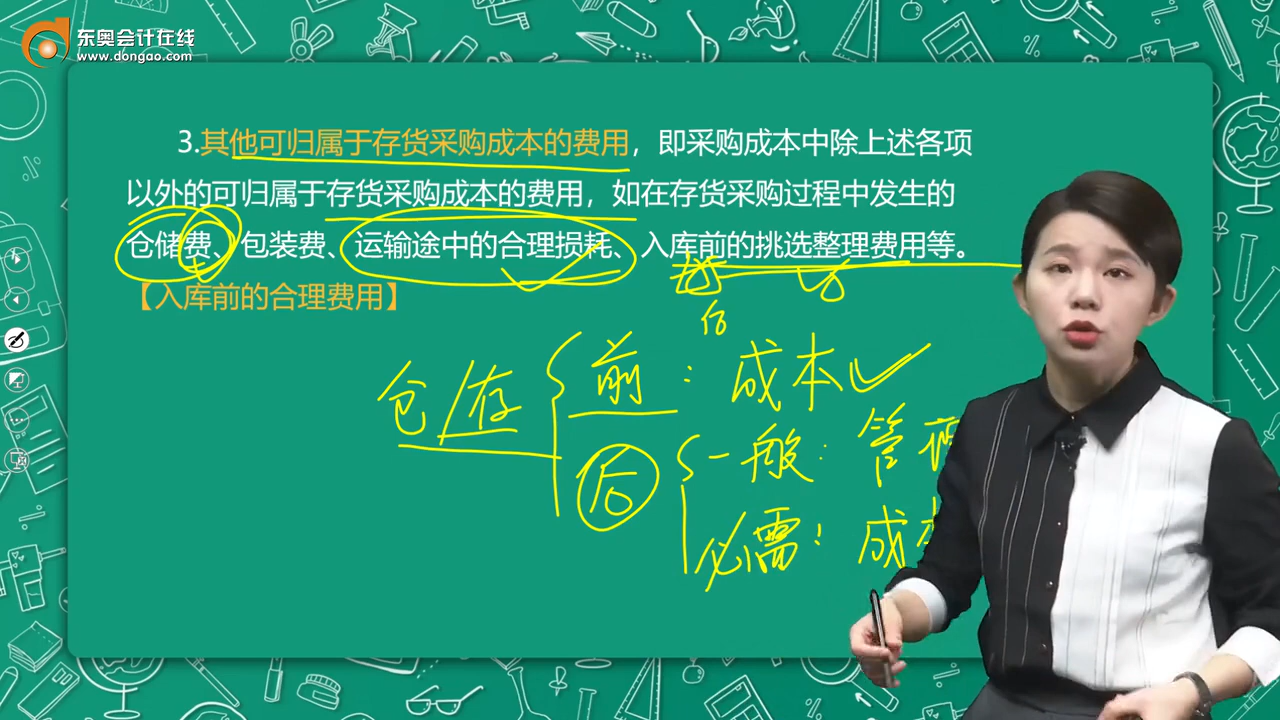 东奥会计在线
www.dongao.com
3.其他可归属于存货采购成本的费用，即采购成本中除上述各项
以外的可归属于存货采购成本的费用，如在存货采购过程中发生的
仓储费、包装费、运输途中的合理损耗、入库前的挑选整理费用等。
【入库前的合理费用】
后
仓储
前：成本
后
一般：管理
必需：成本